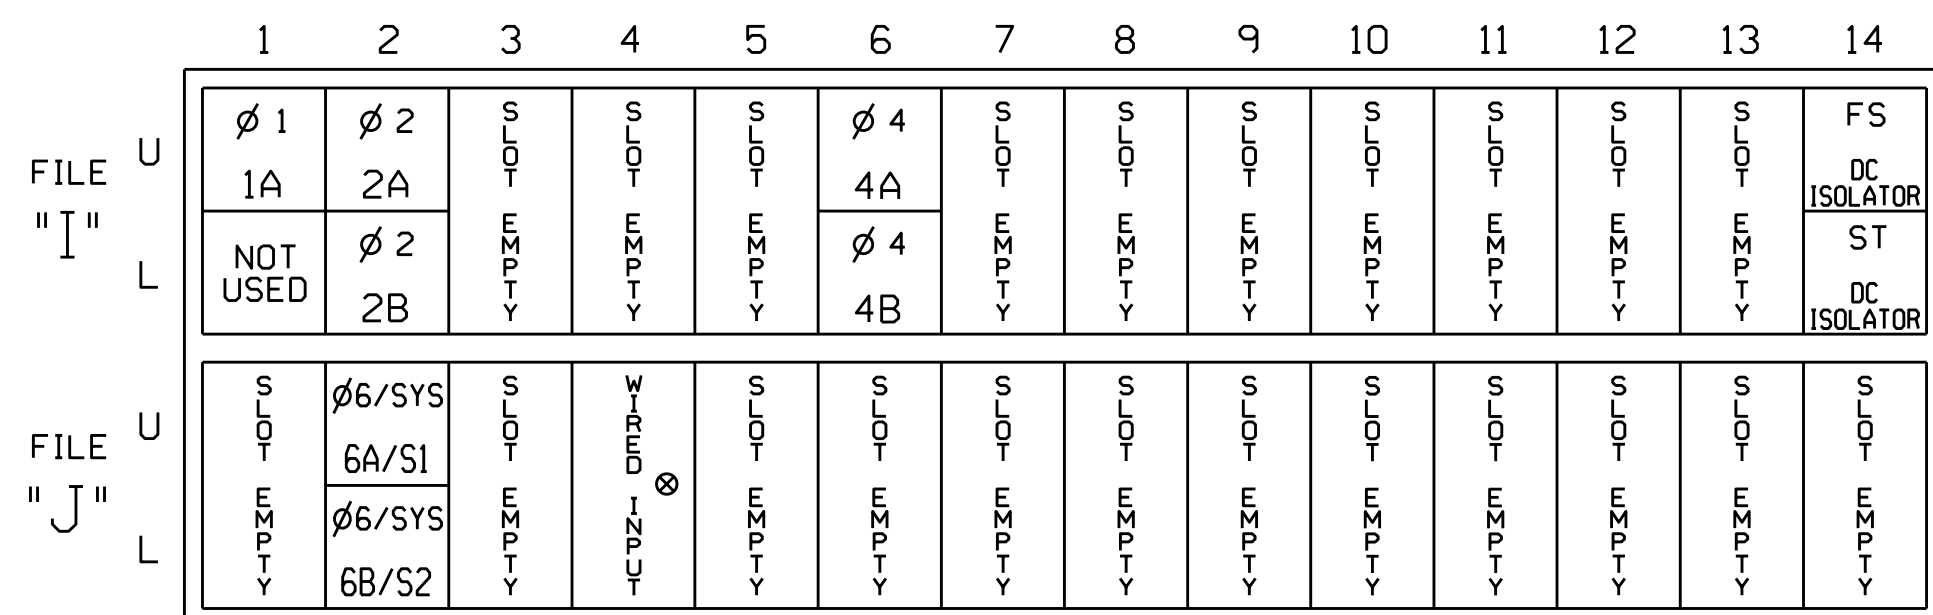 1 2 3 4 5 6 7 8 9 10 11 12 13 14
FILE "I"
U
L
Ø 1
1A
NOT
USED
Ø 2
2A
Ø 2
2B
SLOT EMPTY
SLOT EMPTY
SLOT EMPTY
Ø 4
4A
Ø 4
4B
SLOT EMPTY
SLOT EMPTY
SLOT EMPTY
SLOT EMPTY
SLOT EMPTY
SLOT EMPTY
SLOT EMPTY
FS
DC
ISOLATOR
ST
DC
ISOLATOR
FILE "J"
U
L
SLOT EMPTY
Ø6/SYS
6A/S1
Ø6/SYS
6B/S2
SLOT EMPTY
WIRED INPUT
SLOT EMPTY
SLOT EMPTY
SLOT EMPTY
SLOT EMPTY
SLOT EMPTY
SLOT EMPTY
SLOT EMPTY
SLOT EMPTY
SLOT EMPTY
SLOT EMPTY